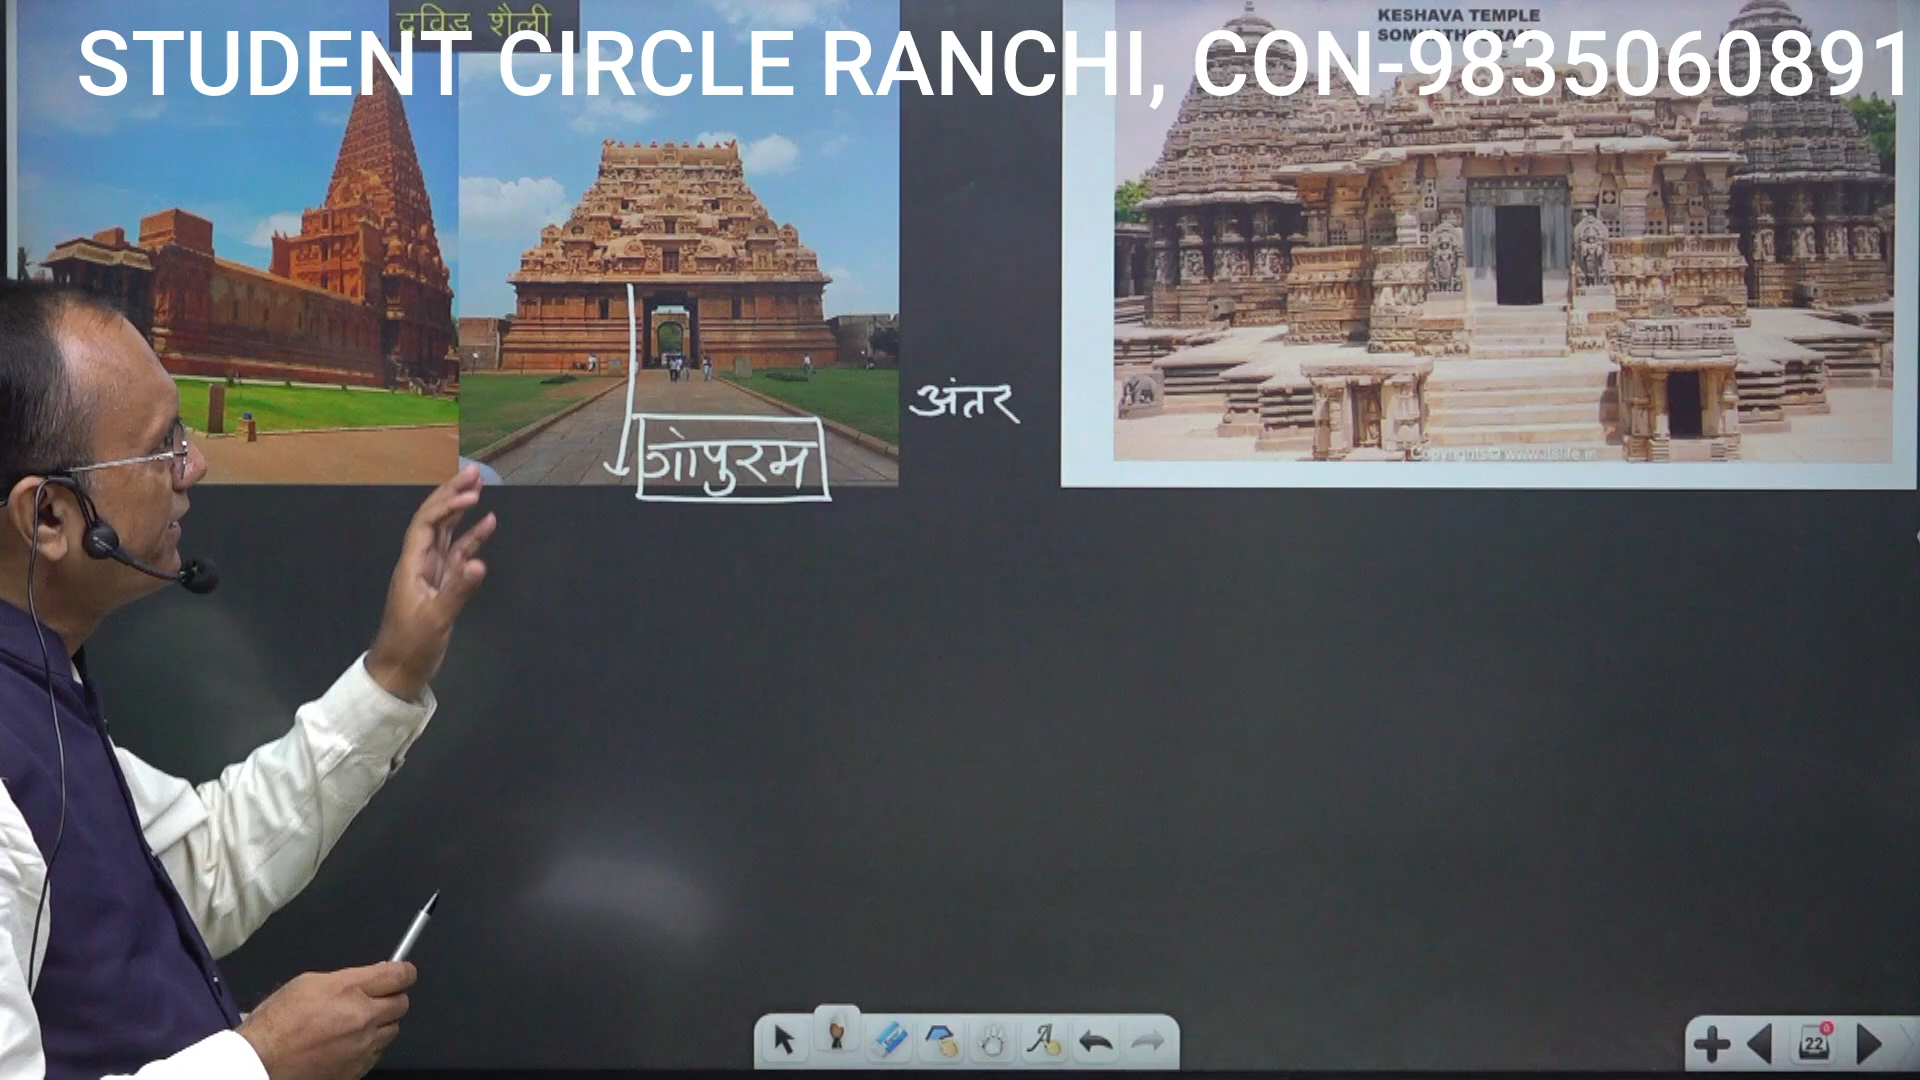 द्रविड़ शैली
STUDENT CIRCLE RANCHI, CON-9835060891
KESHAVA TEMPLE
अंतर
गोपुरम
22